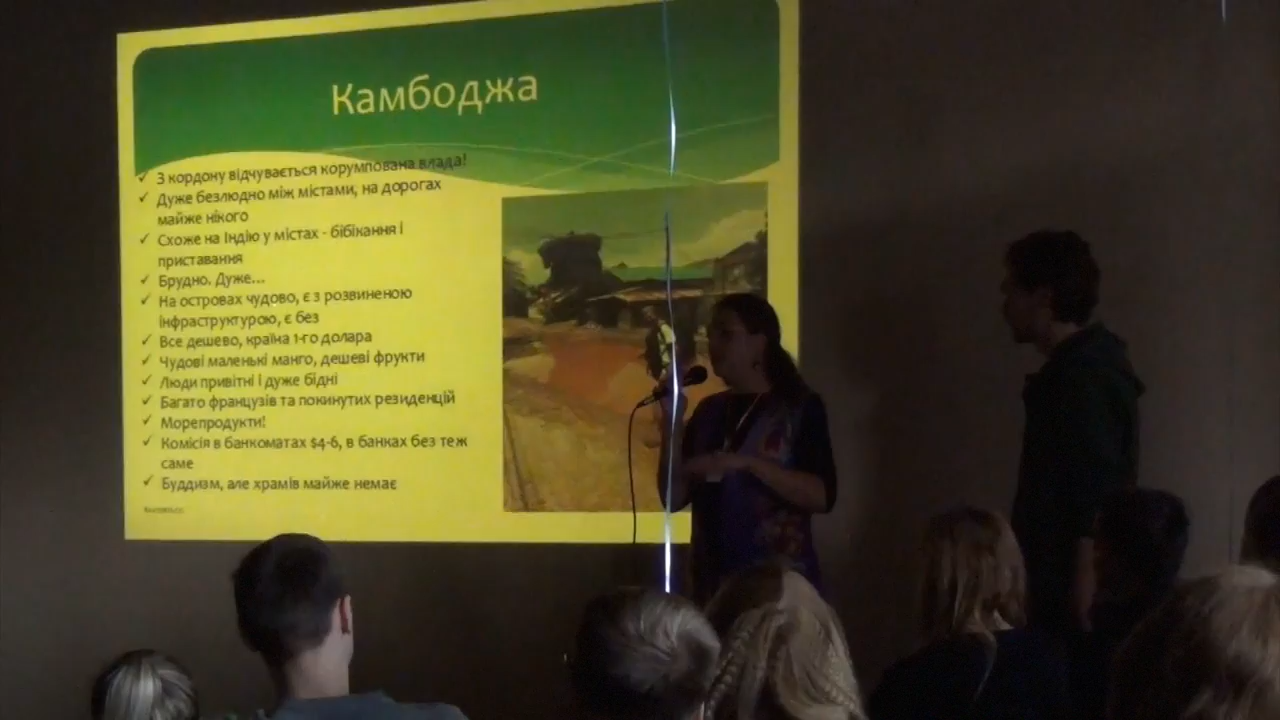 Камбоджа
З кордону відчувається корумпована влада!
Дуже безлюдно між містами, на дорогах
майже нікого
Схоже на Індію у містах - бібікання і
приставання
Брудно. Дуже...
На островах чудово, є з розвиненою
інфраструктурою, є без
Все дешево, країна 1-го долара
Чудові маленькі манго, дешеві фрукти
Люди привітні і дуже бідні
Багато французів та покинутих резиденцій
Морепродукти!
Комісія в банкоматах $4-6, в банках без теж
саме
Буддизм, але храмів майже немає